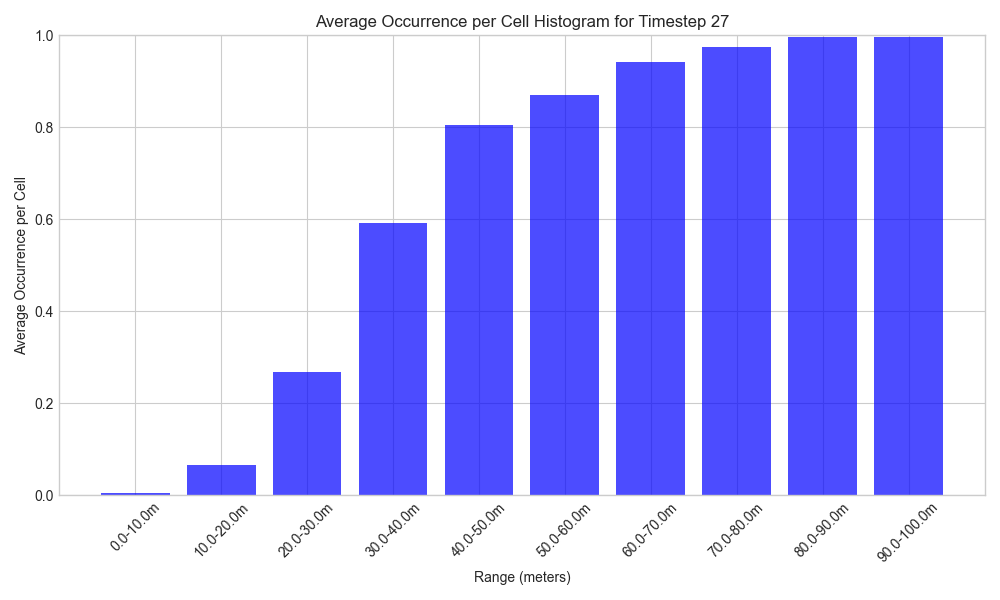 Average Occurrence per Cell Histogram for Timestep 27
Average Occurrence per Cell
1.0
0.8
0.6
0.4
0.2
0.0
0.0-10.0m
10.0-20.0m
20.0-30.0m
30.0-40.0m
40.0-50.0m
50.0-60.0m
60.0-70.0m
70.0-80.0m
80.0-90.0m
90.0-100.0m
Range (meters)